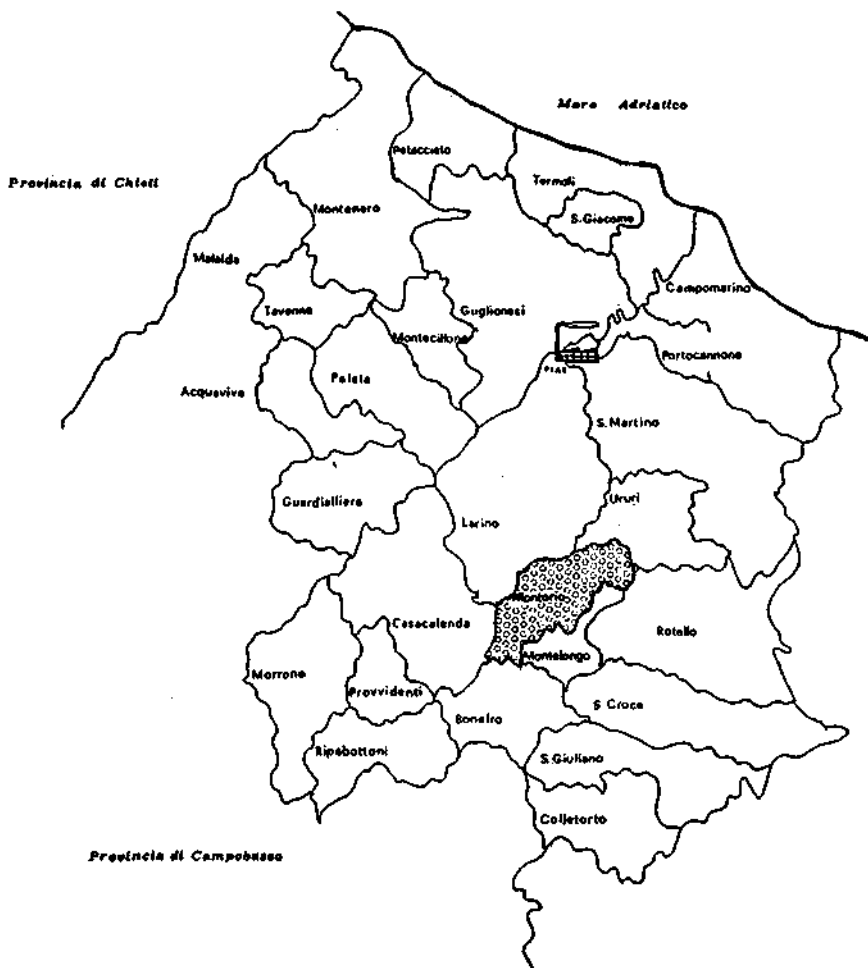 Mare Adriatico
Petacciato
Provincia di Chieti
Termoli
Montenero
S.Giacomo
Mafalda
Campomarino
Tavenna
Guglionesi
Montecilfone
Portocannone
Palata
Acquaviva
S. Martino
Guardialfiera
Ururi
Larino
Montorio
Casacalenda
Rotello
Montelongo
Morrone
Provvidenti
S Croce
Bonefro
Ripabottoni
S.Giuliano
Colletorto
Provincia di Campobasso